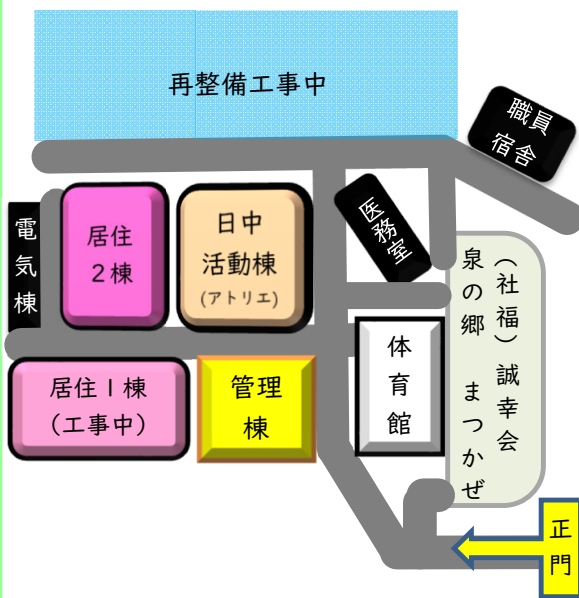 再整備工事中
職員
宿舎
医務室
電気棟
居住
2棟
日中
活動棟
(アトリエ)
居住1棟
(工事中)
管理
棟
体育館
(社福)誠幸会
泉の郷 まつかぜ
正門